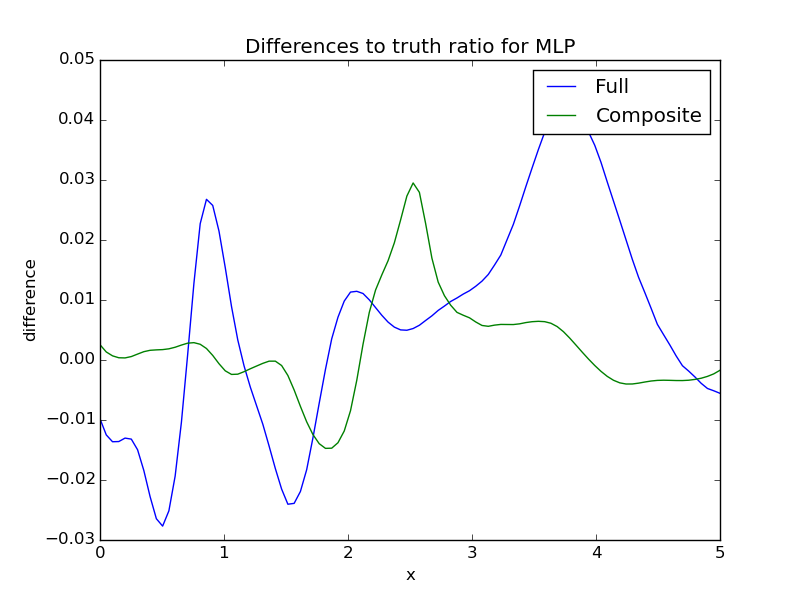 Differences to truth ratio for MLP
0.05
0.04
0.03
0.02
0.01
0.00
−0.01
−0.02
−0.03
difference
0 1 2 3 4 5
x
Full
Composite